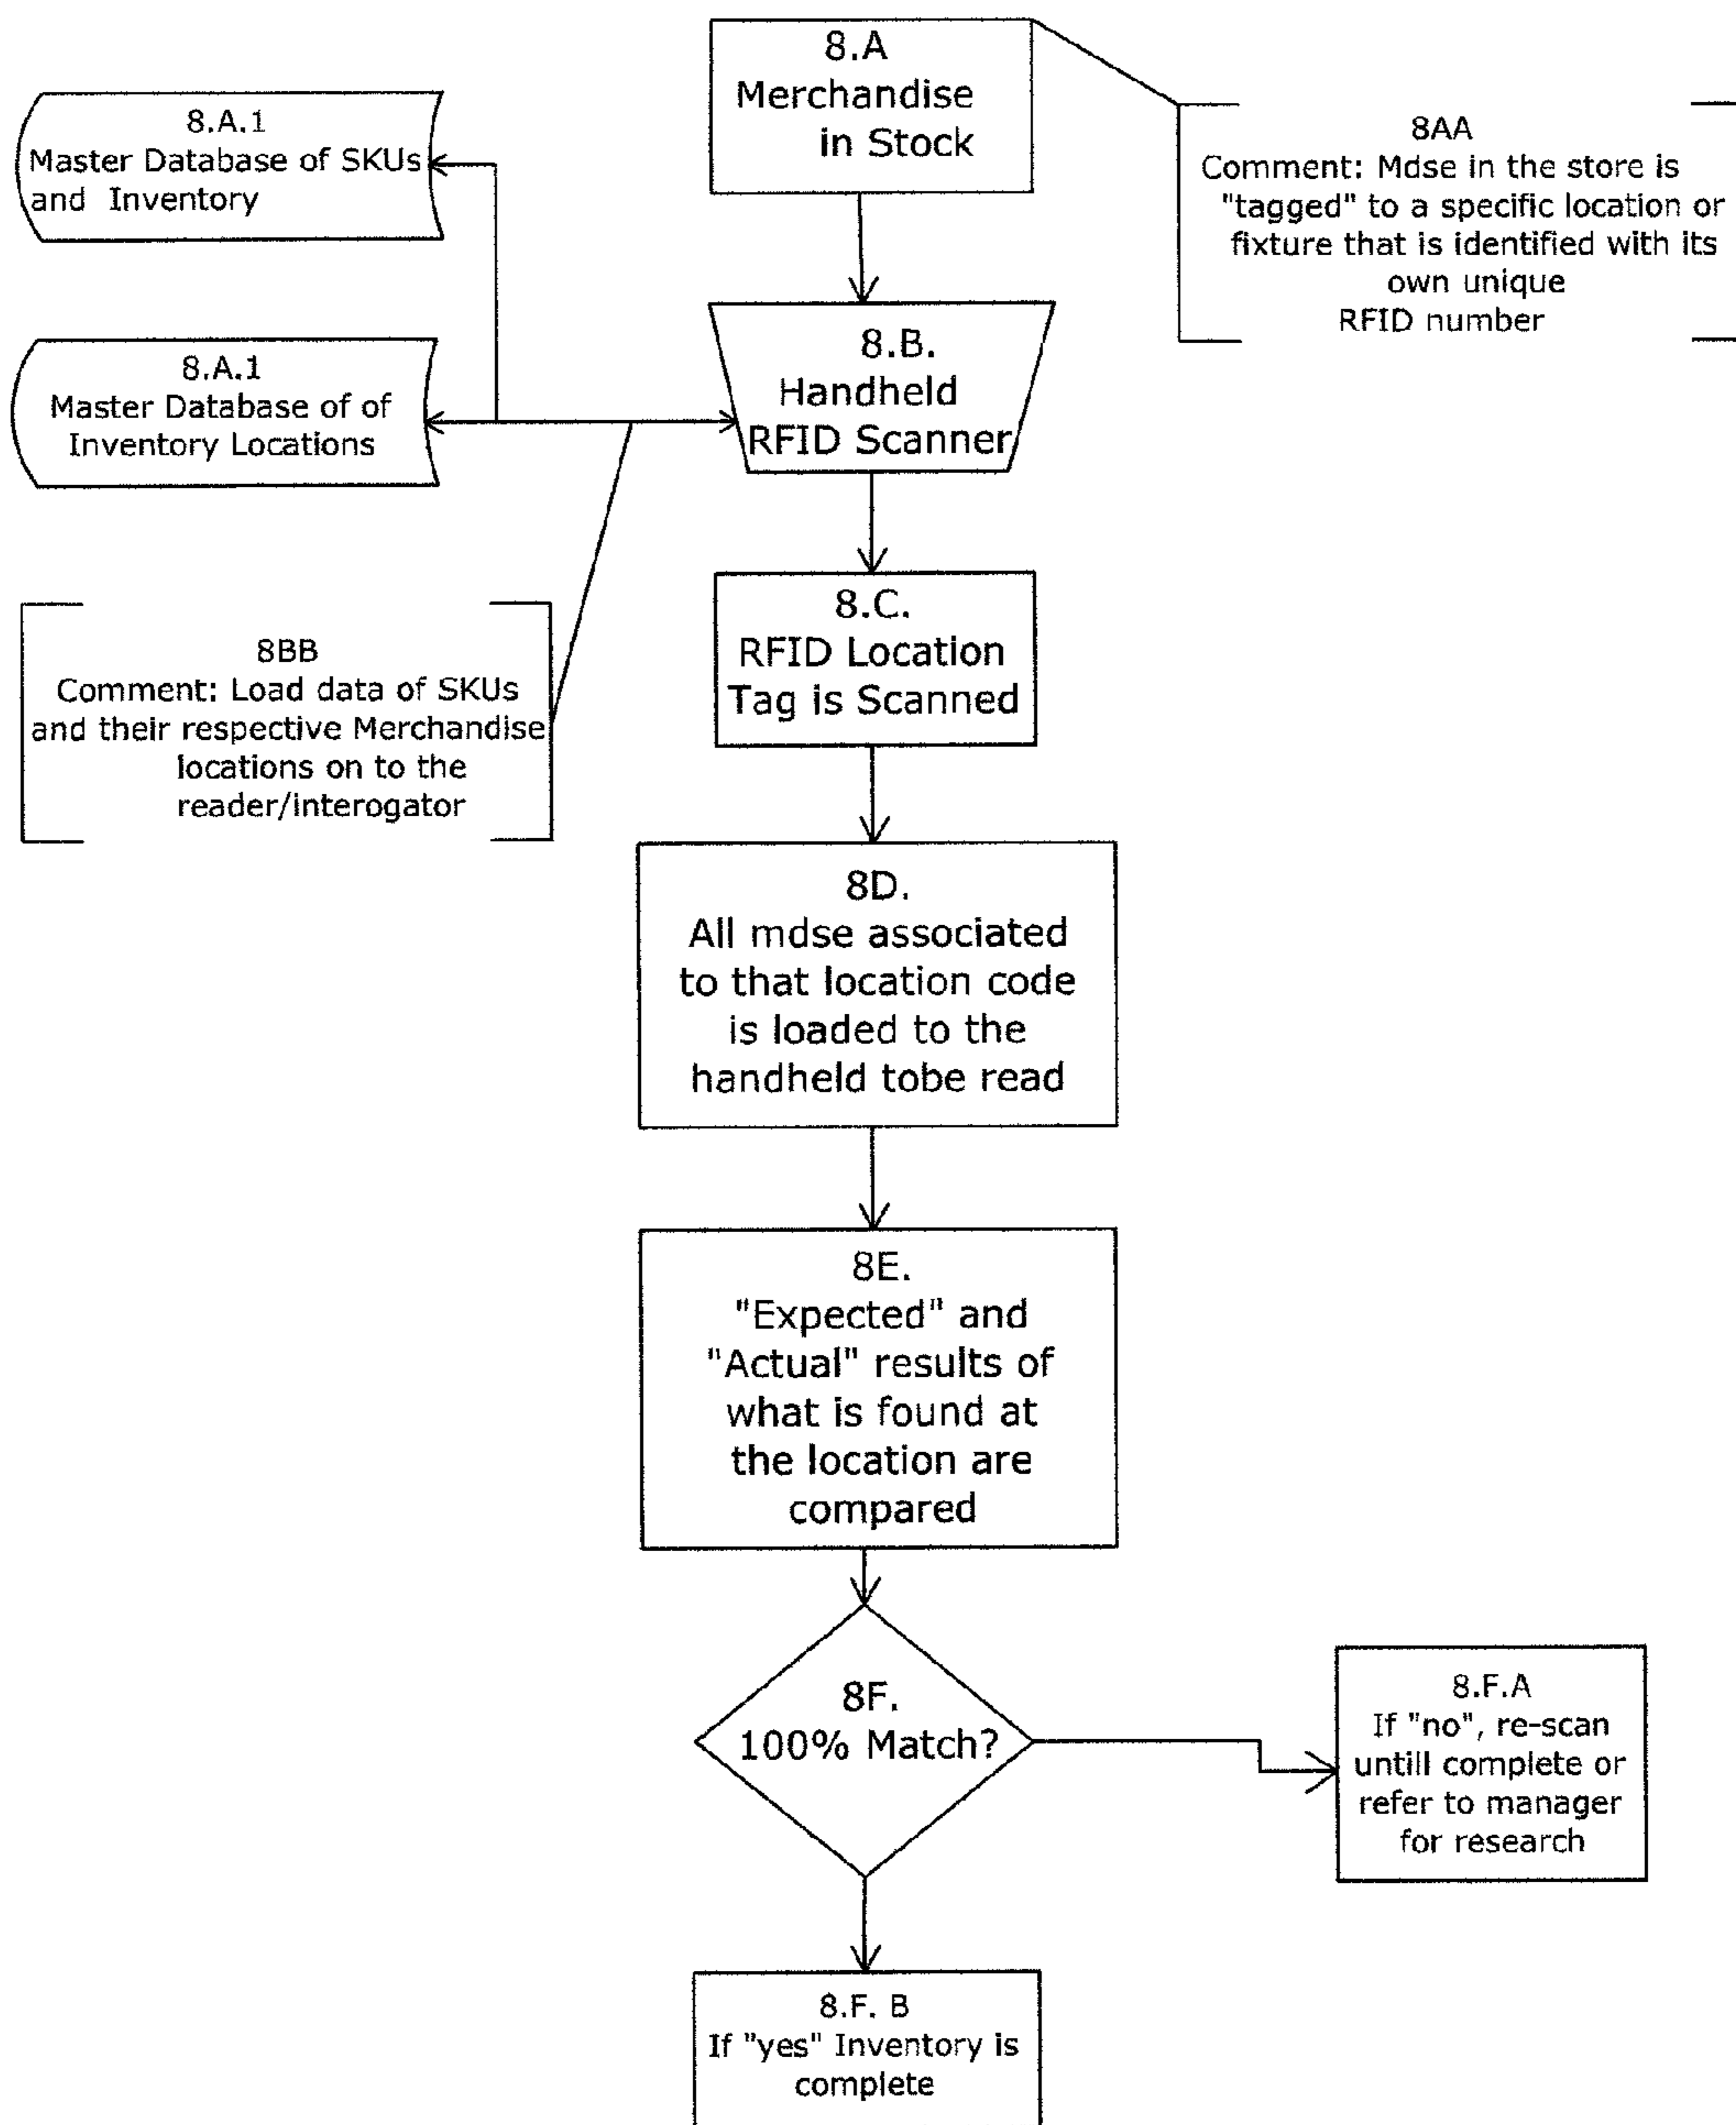 8.A
Merchandise
in Stock
8.A.1
Master Database of SKUs
and Inventory
8AA
Comment: Mdse in the store is
"tagged" to a specific location or
fixture that is identified with its
own unique
RFID number
8.A.1
Master Database of of
Inventory Locations
8.B.
Handheld
RFID Scanner
8BB
Comment: Load data of SKUs
and their respective Merchandise
locations on to the
reader/interogator
8.C.
RFID Location
Tag is Scanned
8D.
All mdse associated
to that location code
is loaded to the
handheld tobe read
8E.
"Expected" and
"Actual" results of
what is found at
the location are
compared
8F.
100% Match?
8.F.A
If "no", re-scan
untill complete or
refer to manager
for research
8.F. B
If "yes" Inventory is
complete